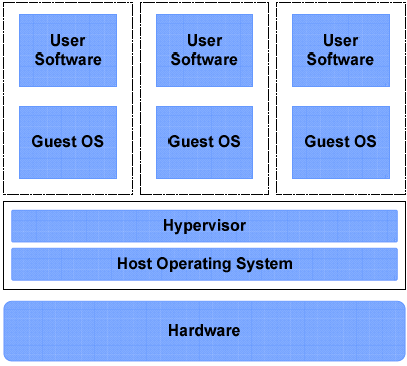 User
Software
User
Software
User
Software
Guest OS
Guest OS
Guest OS
Hypervisor
Host Operating System
Hardware